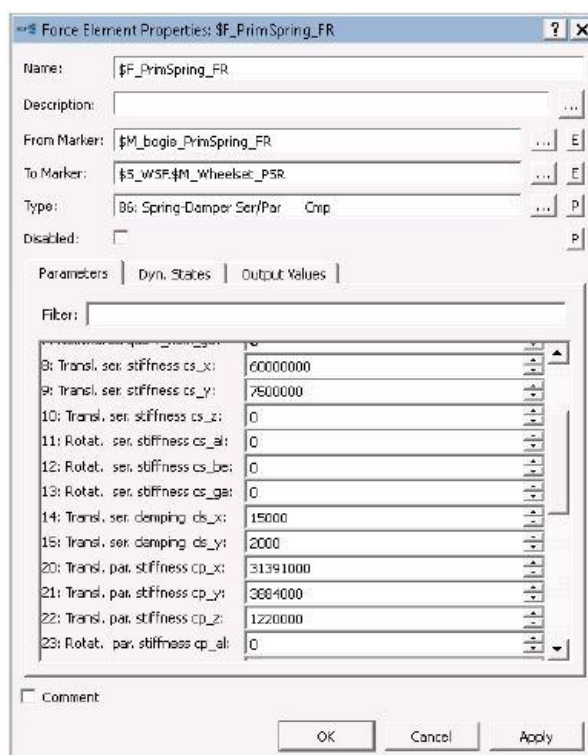 Force Element Properties: $F_PrimSpring_FR
Name: $F_PrimSpring_FR
Description: ...
From Marker: $M_bogie_PrimSpring_FR ... E
To Marker: $S_WSF.$M_Wheelset_PSR ... E
Type: 86: Spring-Damper Ser/Par Cmp ... P
Disabled: P
Parameters Dyn. States Output Values
Filter:
8: Transl. ser. stiffness cs_x: 60000000
9: Transl. ser. stiffness cs_y: 7500000
10: Transl. ser. stiffness cs_z: 0
11: Rotat. ser. stiffness cs_al: 0
12: Rotat. ser. stiffness cs_be: 0
13: Rotat. ser. stiffness cs_ga: 0
14: Transl. ser. damping ds_x: 15000
15: Transl. ser. damping ds_y: 2000
20: Transl. par. stiffness cp_x: 31391000
21: Transl. par. stiffness cp_y: 3884000
22: Transl. par. stiffness cp_z: 1220000
23: Rotat. par. stiffness cp_al: 0
Comment
OK Cancel Apply